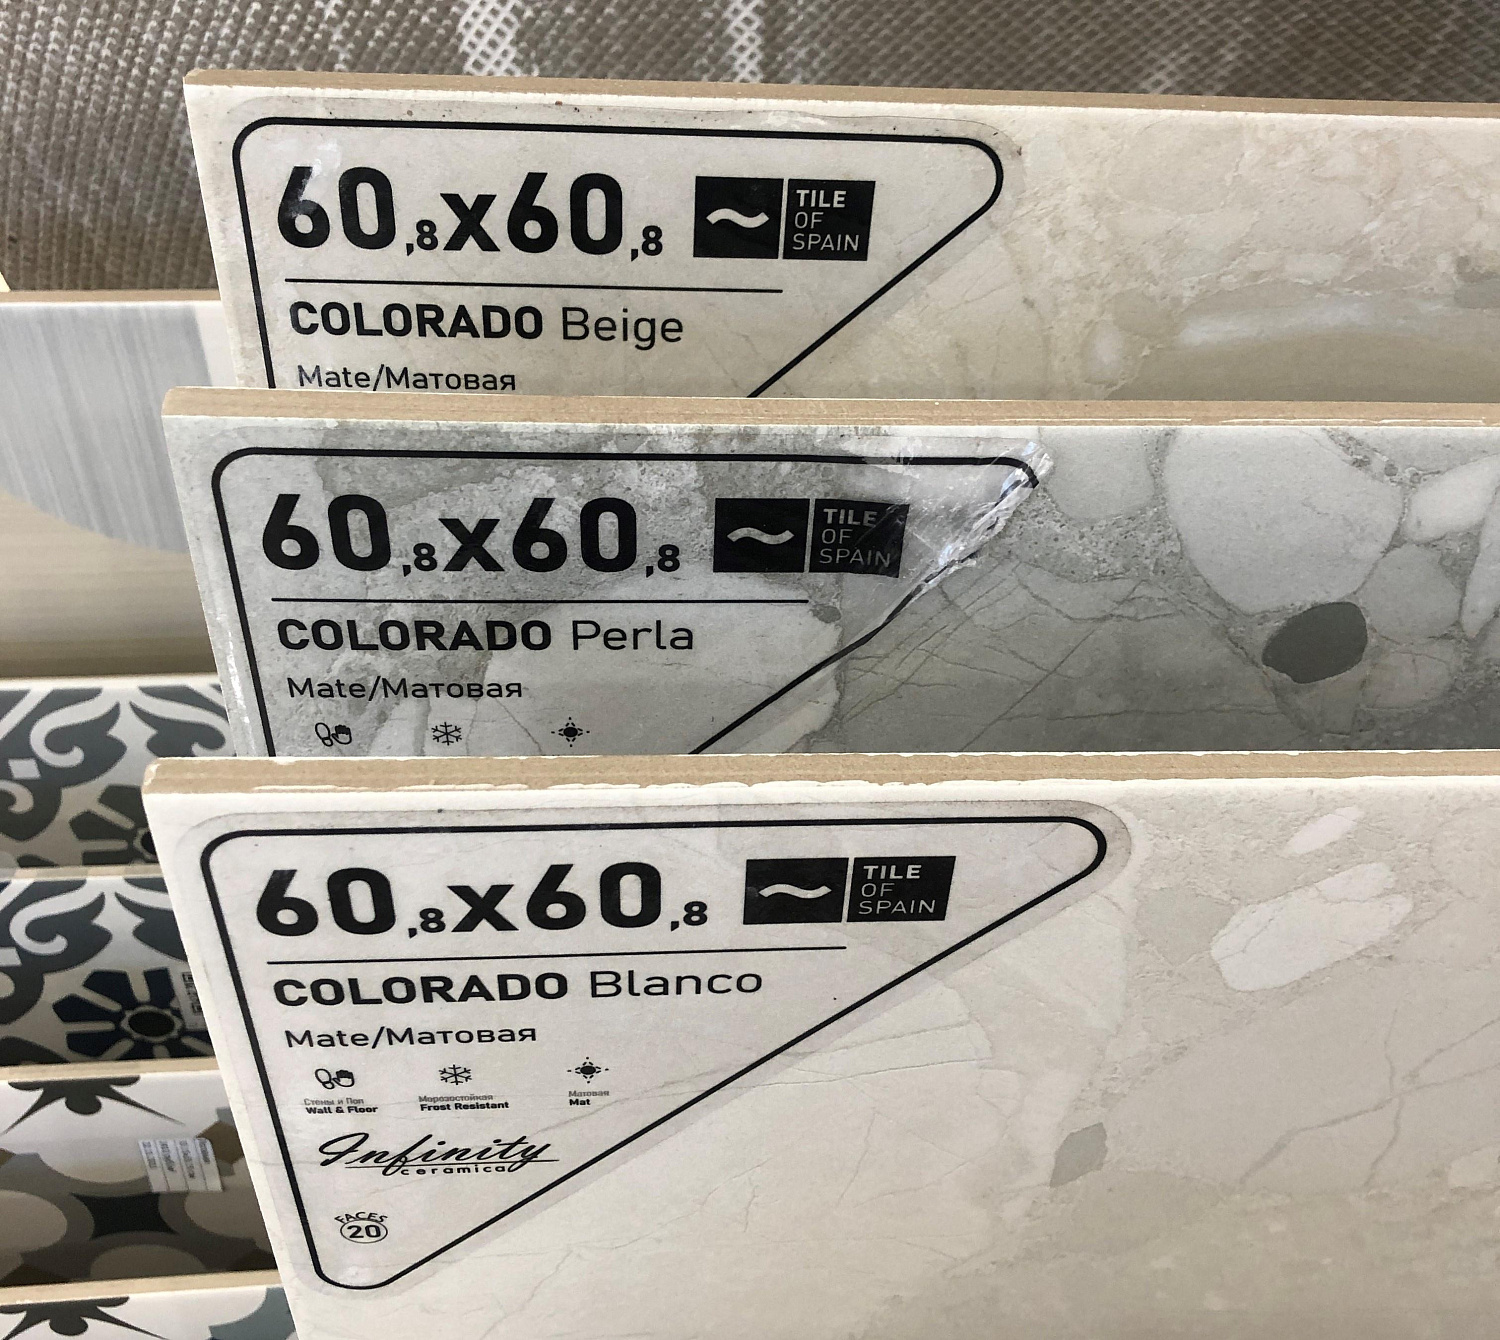 60,8x60,8
TILE
OF
SPAIN
COLORADO Beige
Mate/Матовая
60,8x60,8
TILE
OF
SPAIN
COLORADO Perla
Mate/Матовая
60,8x60,8
TILE
OF
SPAIN
COLORADO Blanco
Mate/Матовая
Стены и Пол
Wall & Floor
Морозостойкая
Frost Resistant
Матовая
Mat
Infinity
ceramica
FACES
20